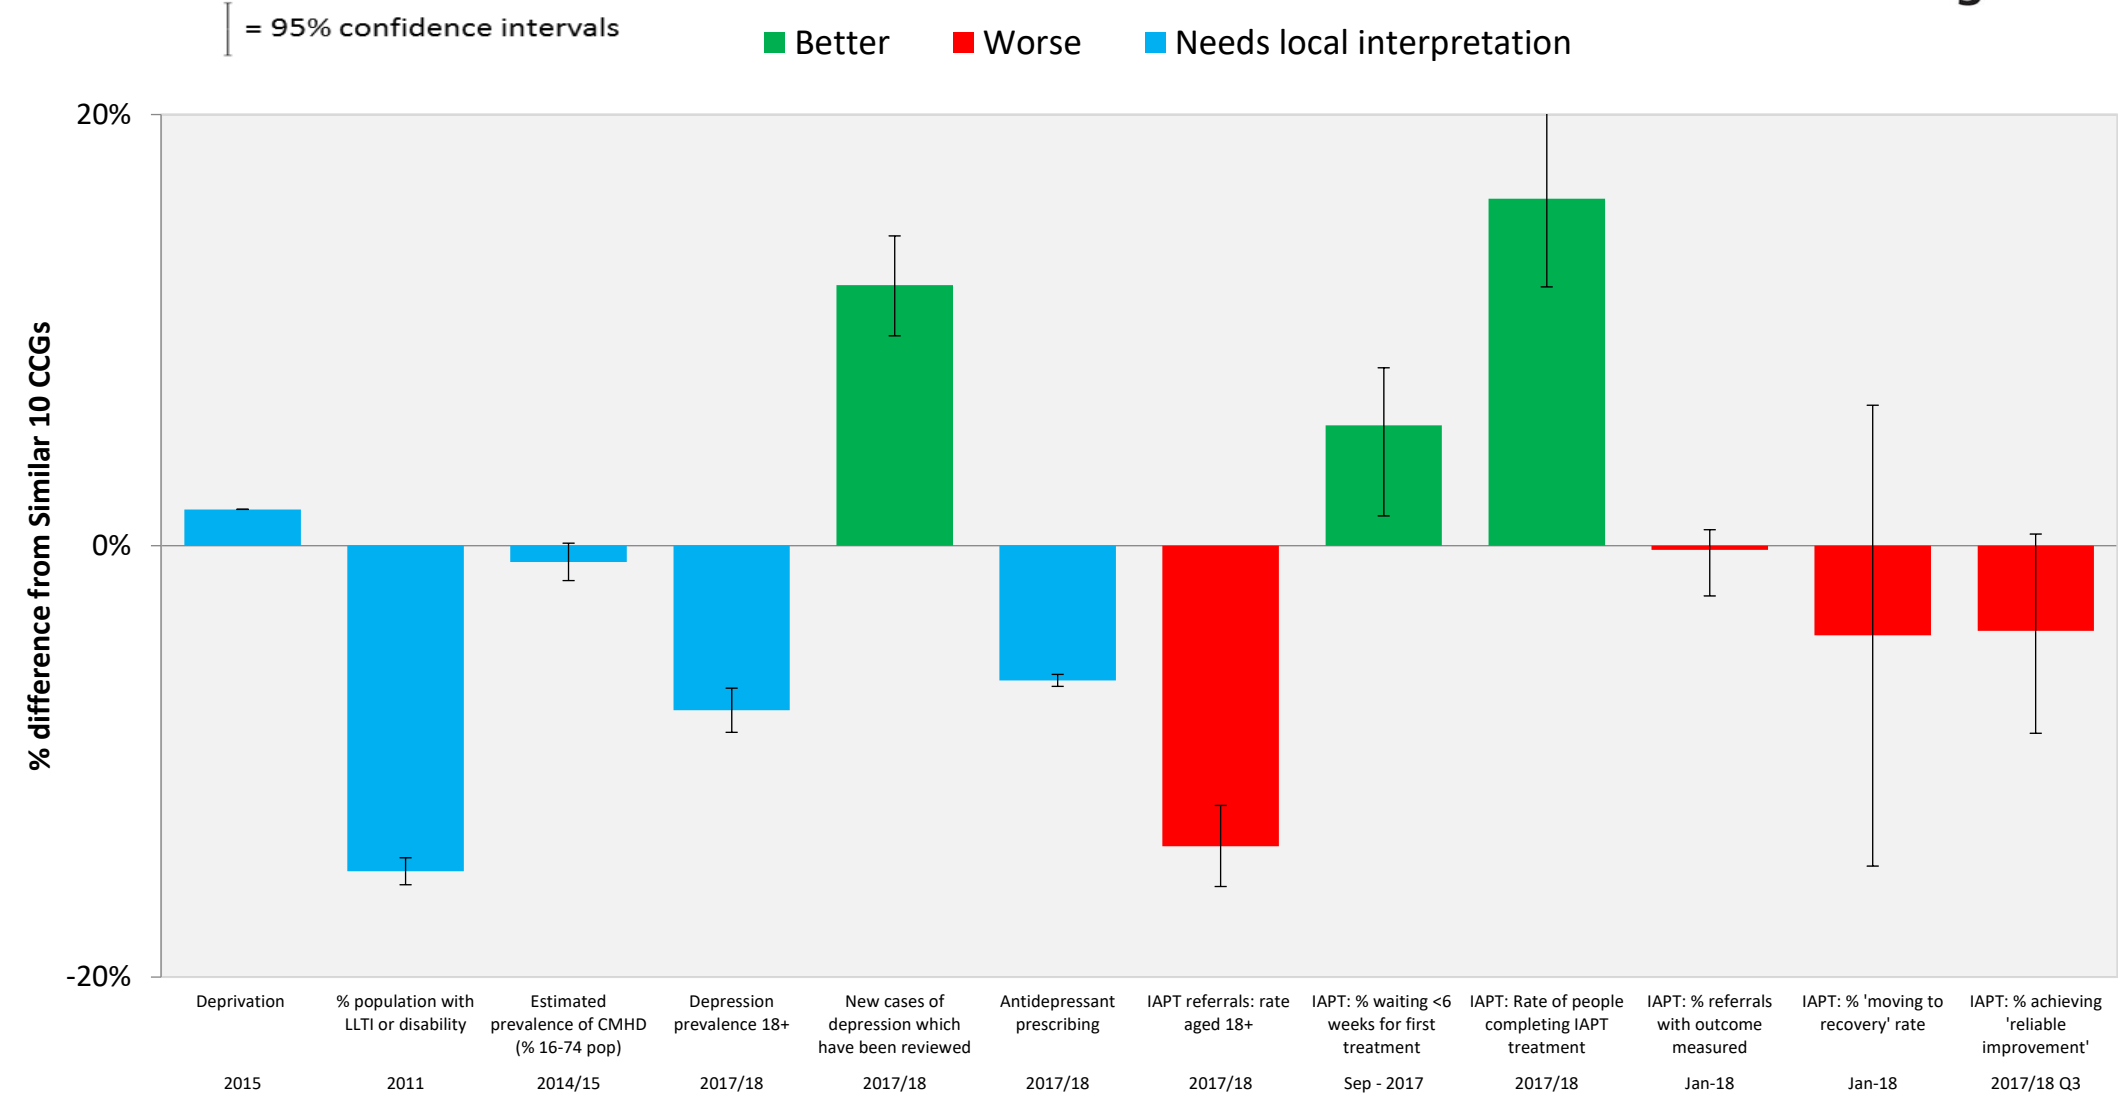 = 95% confidence intervals
Better
Worse
Needs local interpretation
% difference from Similar 10 CCGs
20%
0%
-20%
Deprivation
2015
% population with
LLTI or disability
2011
Estimated
prevalence of CMHD
(% 16-74 pop)
2014/15
Depression
prevalence 18+
2017/18
New cases of
depression which
have been reviewed
2017/18
Antidepressant
prescribing
2017/18
IAPT referrals: rate
aged 18+
2017/18
IAPT: % waiting <6
weeks for first
treatment
Sep - 2017
IAPT: Rate of people
completing IAPT
treatment
2017/18
IAPT: % referrals
with outcome
measured
Jan-18
IAPT: % 'moving to
recovery' rate
Jan-18
IAPT: % achieving
'reliable
improvement'
2017/18 Q3